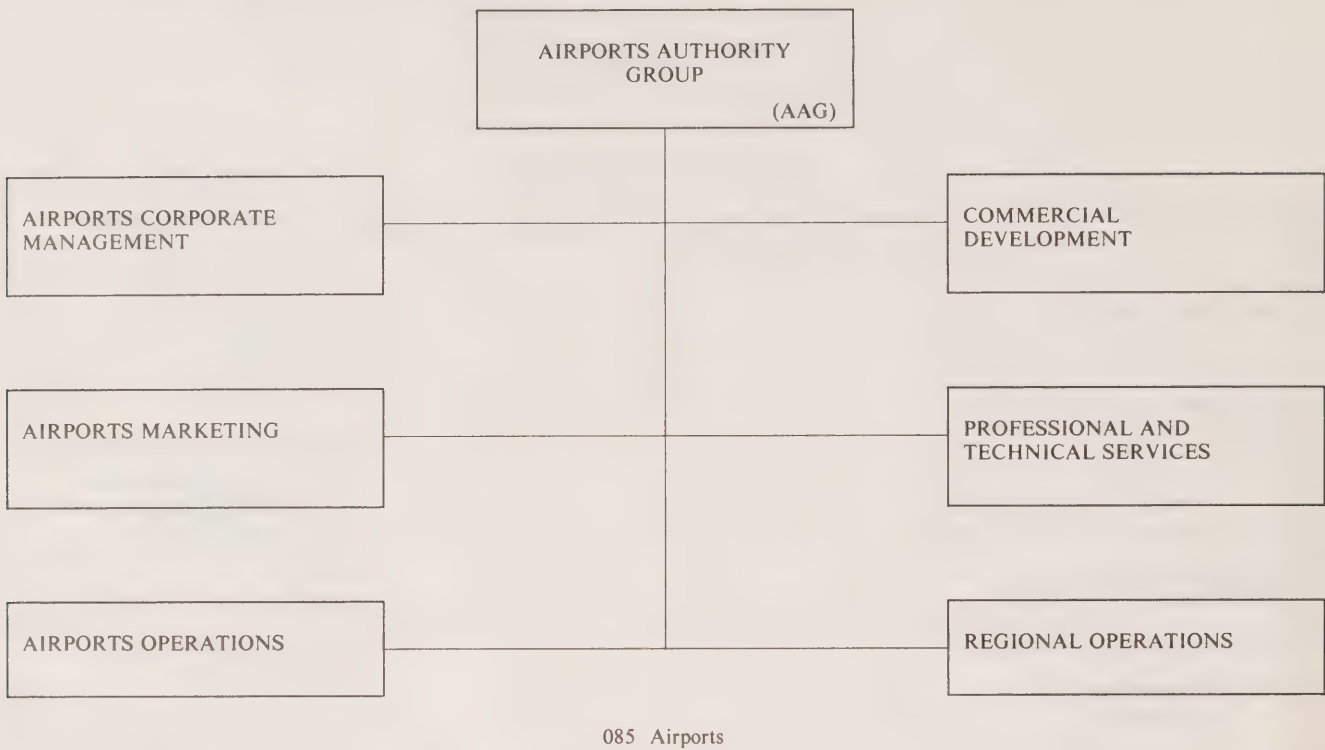 AIRPORTS AUTHORITY
GROUP
(AAG)
AIRPORTS CORPORATE
MANAGEMENT
COMMERCIAL
DEVELOPMENT
AIRPORTS MARKETING
PROFESSIONAL AND
TECHNICAL SERVICES
AIRPORTS OPERATIONS
REGIONAL OPERATIONS
085 Airports